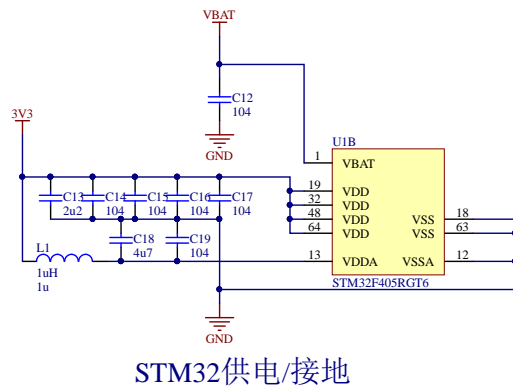 VBAT
C12
104
GND
3V3
U1B
1 VBAT
19 VDD
32 VDD
48 VDD
64 VDD
13 VDDA
VSS 18
VSS 63
VSSA 12
STM32F405RGT6
C13 C14 C15 C16 C17
2u2 104 104 104 104
C18 C19
4u7 104
L1
1uH
1u
GND
STM32供电/接地